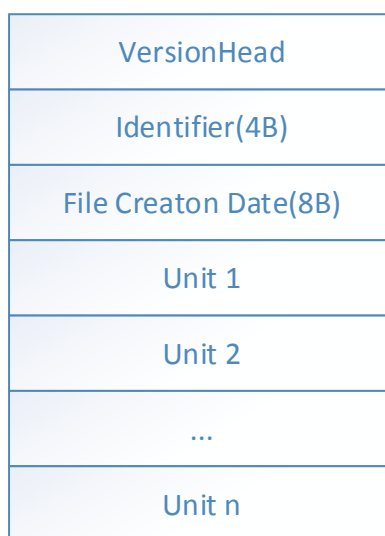 VersionHead
Identifier(4B)
File Creaton Date(8B)
Unit 1
Unit 2
...
Unit n